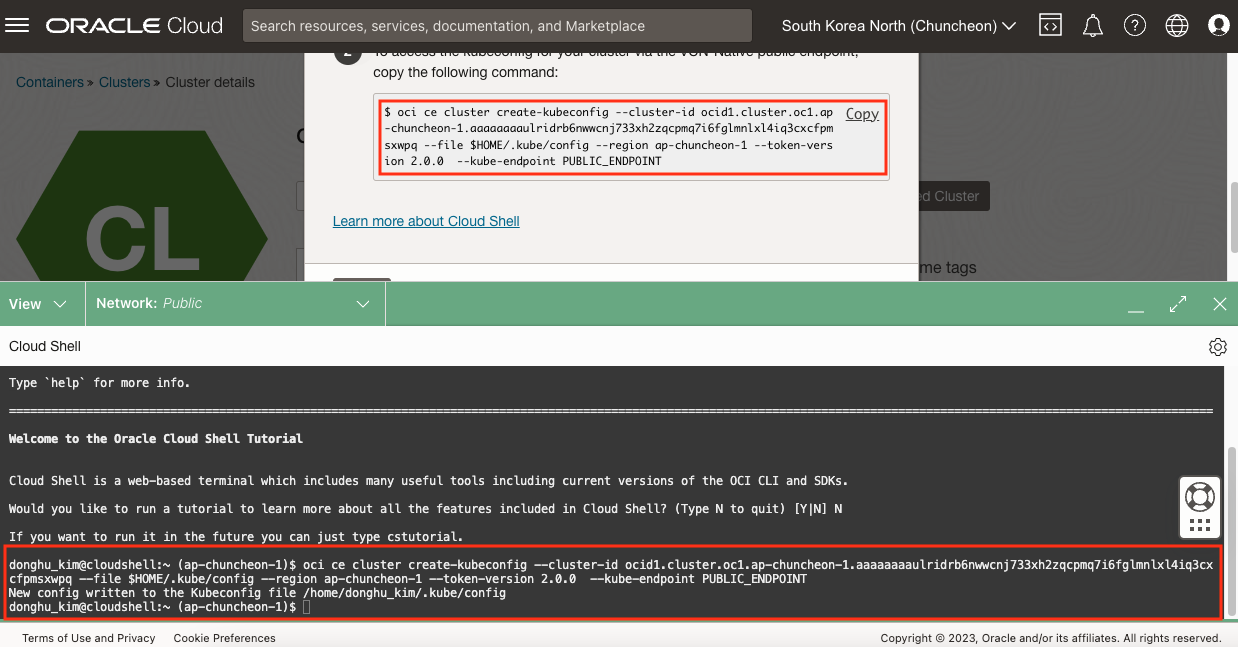 ORACLE Cloud
Search resources, services, documentation, and Marketplace
South Korea North (Chuncheon)
2 To access the kubeconfig for your cluster via the VCN-Native public endpoint,
copy the following command:
Containers » Clusters » Cluster details
$ oci ce cluster create-kubeconfig --cluster-id ocid1.cluster.oc1.ap
-chuncheon-1.aaaaaaaaulridrb6nwwcnj733xh2zqcpmq7i6fglmnlxl4iq3cxcfpm
sxwpq --file $HOME/.kube/config --region ap-chuncheon-1 --token-vers
ion 2.0.0  --kube-endpoint PUBLIC_ENDPOINT
Copy
CL
ed Cluster
Learn more about Cloud Shell
me tags
View
Network: Public
Cloud Shell
Type `help` for more info.
Welcome to the Oracle Cloud Shell Tutorial
Cloud Shell is a web-based terminal which includes many useful tools including current versions of the OCI CLI and SDKs.
Would you like to run a tutorial to learn more about all the features included in Cloud Shell? (Type N to quit) [Y|N] N
If you want to run it in the future you can just type cstutorial.
donghu_kim@cloudshell:~ (ap-chuncheon-1)$ oci ce cluster create-kubeconfig --cluster-id ocid1.cluster.oc1.ap-chuncheon-1.aaaaaaaaulridrb6nwwcnj733xh2zqcpmq7i6fglmnlxl4iq3cx
cfpmsxwpq --file $HOME/.kube/config --region ap-chuncheon-1 --token-version 2.0.0  --kube-endpoint PUBLIC_ENDPOINT
New config written to the Kubeconfig file /home/donghu_kim/.kube/config
donghu_kim@cloudshell:~ (ap-chuncheon-1)$
Terms of Use and Privacy
Cookie Preferences
Copyright © 2023, Oracle and/or its affiliates. All rights reserved.